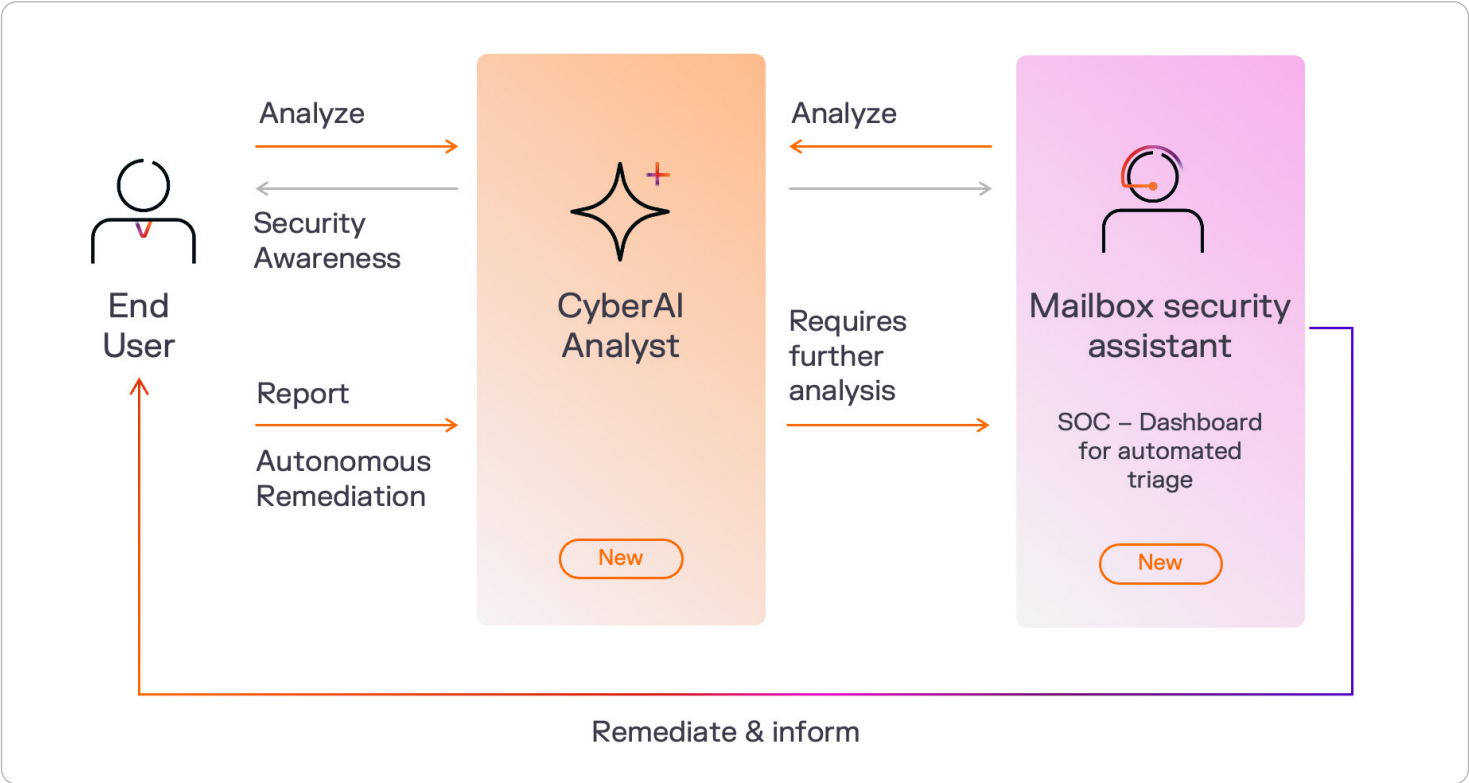 Analyze
Security
Awareness
End
User
Report
Autonomous
Remediation
CyberAI
Analyst
New
Analyze
Requires
further
analysis
Mailbox security
assistant
SOC – Dashboard
for automated
triage
New
Remediate & inform